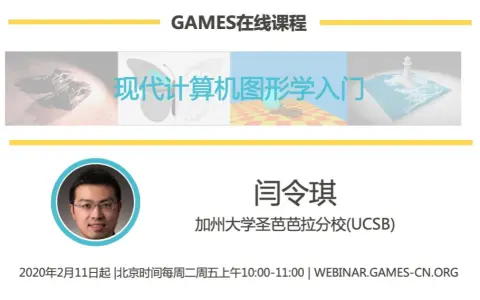 GAMES在线课程
现代计算机图形学入门
闫令琪
加州大学圣芭芭拉分校(UCSB)
2020年2月11日起 |北京时间每周二周五上午10:00-11:00 | WEBINAR.GAMES-CN.ORG